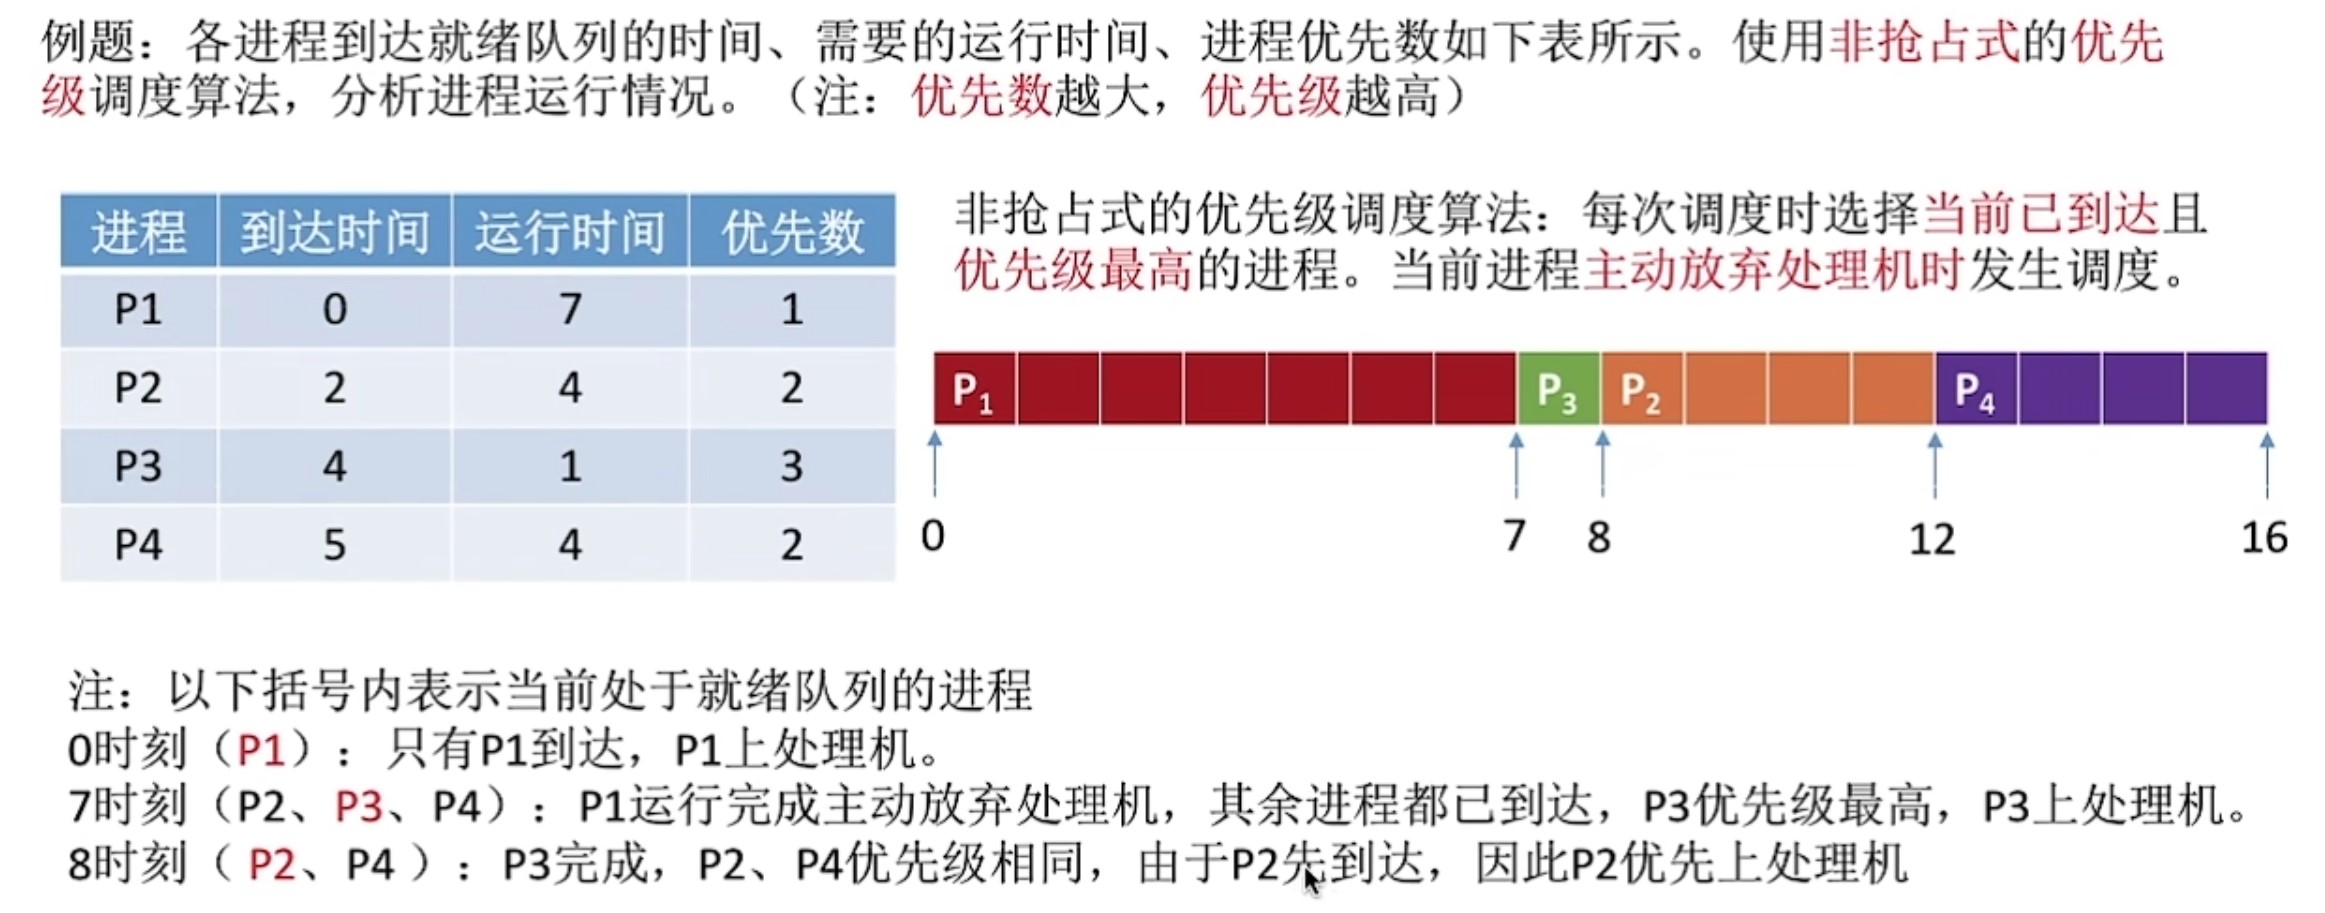 例题：各进程到达就绪队列的时间、需要的运行时间、进程优先数如下表所示。使用非抢占式的优先
级调度算法，分析进程运行情况。（注：优先数越大，优先级越高）
进程 到达时间 运行时间 优先数
P1 0 7 1
P2 2 4 2
P3 4 1 3
P4 5 4 2
非抢占式的优先级调度算法：每次调度时选择当前已到达且
优先级最高的进程。当前进程主动放弃处理机时发生调度。
P1 P3 P2 P4
0 7 8 12 16
注：以下括号内表示当前处于就绪队列的进程
0时刻（P1）：只有P1到达，P1上处理机。
7时刻（P2、P3、P4）：P1运行完成主动放弃处理机，其余进程都已到达，P3优先级最高，P3上处理机。
8时刻（P2、P4）：P3完成，P2、P4优先级相同，由于P2先到达，因此P2优先上处理机